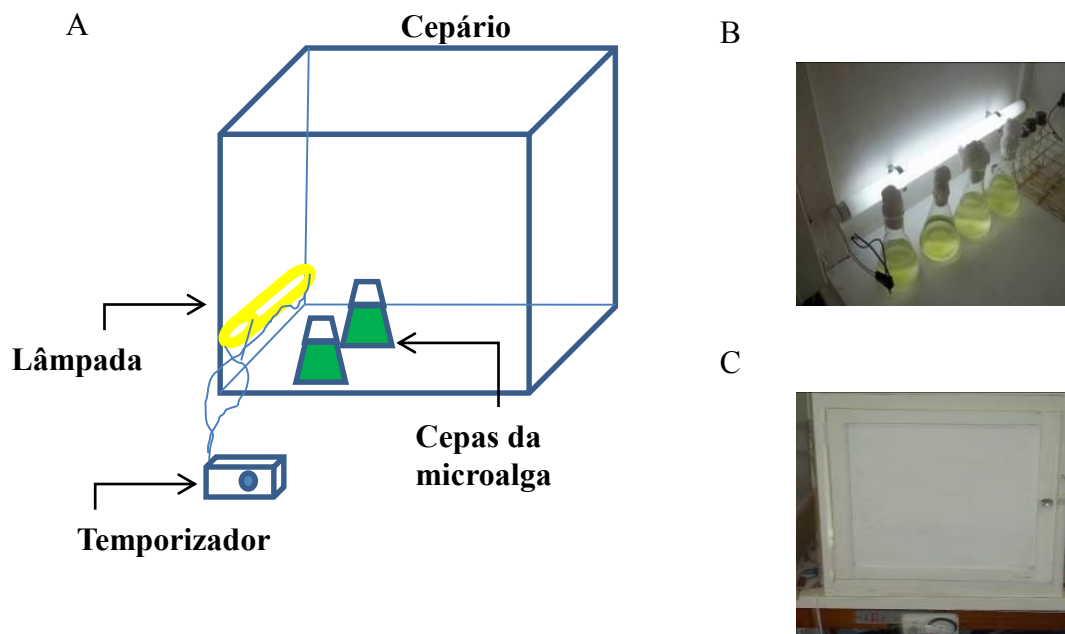 A
Cepário
B
Lâmpada
Cepas da
microalga
Temporizador
C